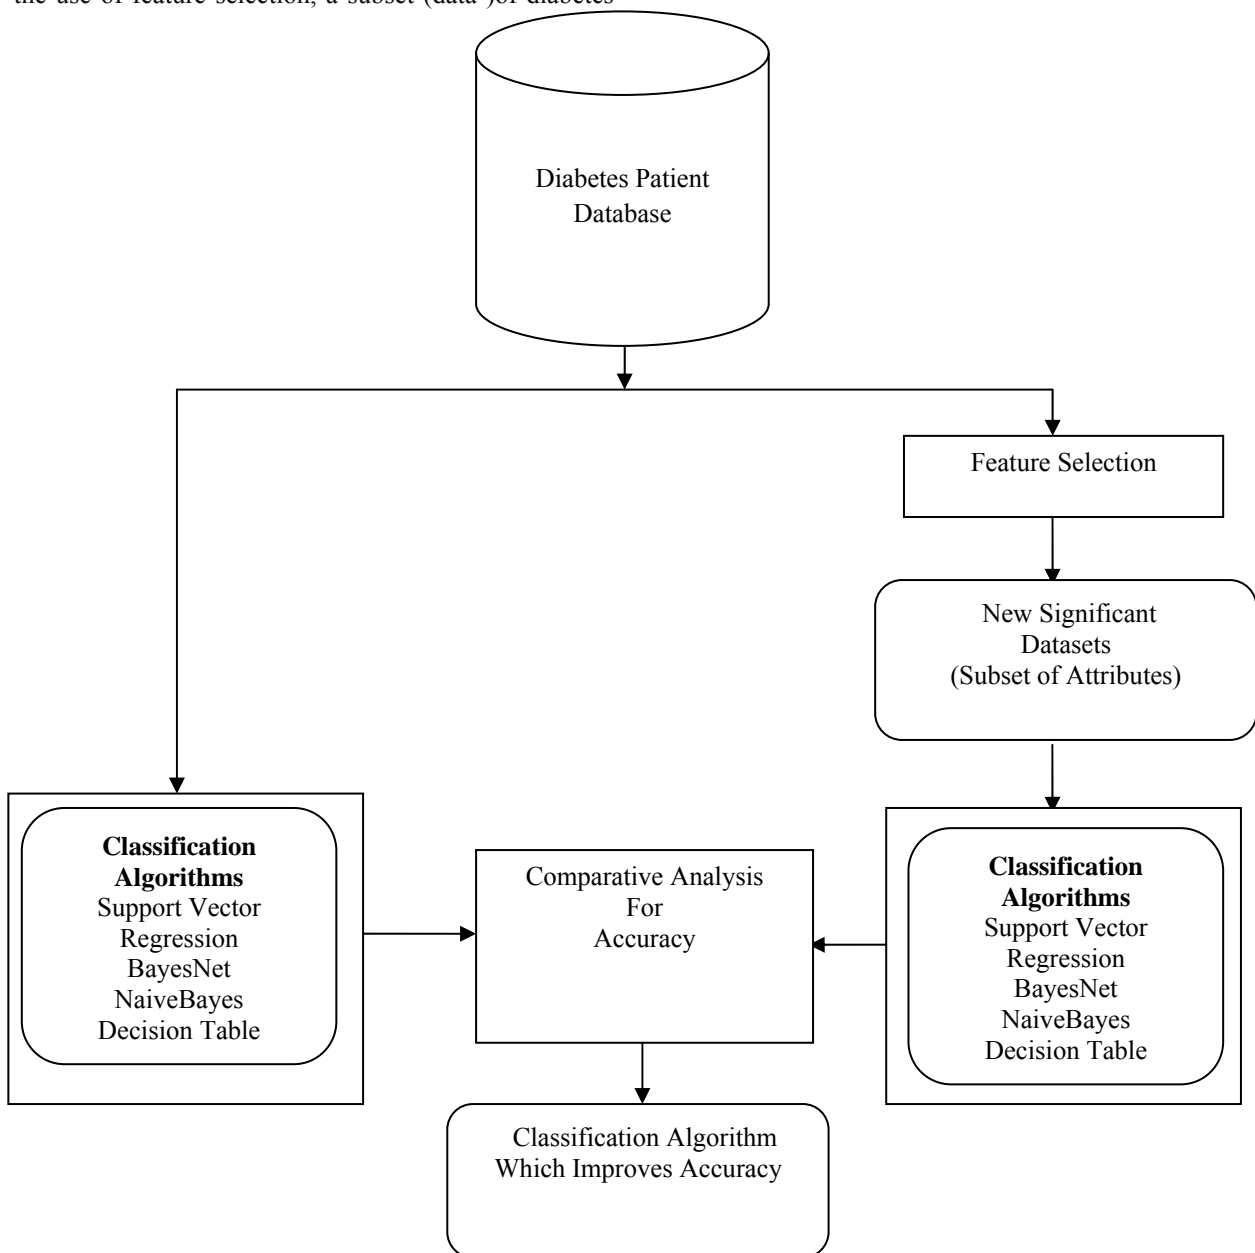 the use of feature selection, a subset (data )of diabetes
Diabetes Patient
Database
Feature Selection
New Significant
Datasets
(Subset of Attributes)
Classification
Algorithms
Support Vector
Regression
BayesNet
NaiveBayes
Decision Table
Comparative Analysis
For
Accuracy
Classification
Algorithms
Support Vector
Regression
BayesNet
NaiveBayes
Decision Table
Classification Algorithm
Which Improves Accuracy